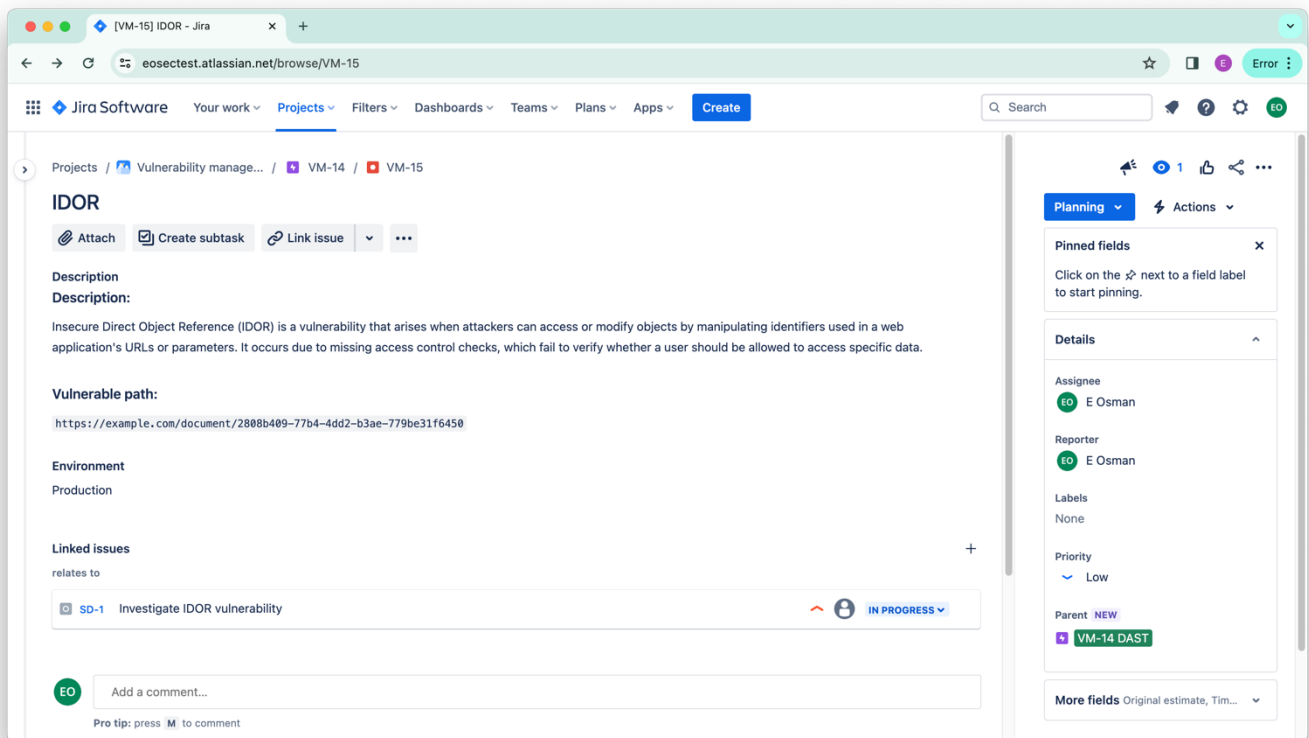 [VM-15] IDOR - Jira
eosectest.atlassian.net/browse/VM-15
E
Error
Jira Software
Your work
Projects
Filters
Dashboards
Teams
Plans
Apps
Create
Search
EO
Projects / Vulnerability manage... / VM-14 / VM-15
1
IDOR
Planning
Actions
Attach
Create subtask
Link issue
Description
Description:
Insecure Direct Object Reference (IDOR) is a vulnerability that arises when attackers can access or modify objects by manipulating identifiers used in a web
application's URLs or parameters. It occurs due to missing access control checks, which fail to verify whether a user should be allowed to access specific data.
Vulnerable path:
https://example.com/document/2808b409-77b4-4dd2-b3ae-779be31f6450
Environment
Production
Linked issues
relates to
SD-1 Investigate IDOR vulnerability
IN PROGRESS
EO
Add a comment...
Pro tip: press M to comment
Pinned fields
Click on the next to a field label
to start pinning.
Details
Assignee
EO E Osman
Reporter
EO E Osman
Labels
None
Priority
Low
Parent NEW
VM-14 DAST
More fields Original estimate, Tim...